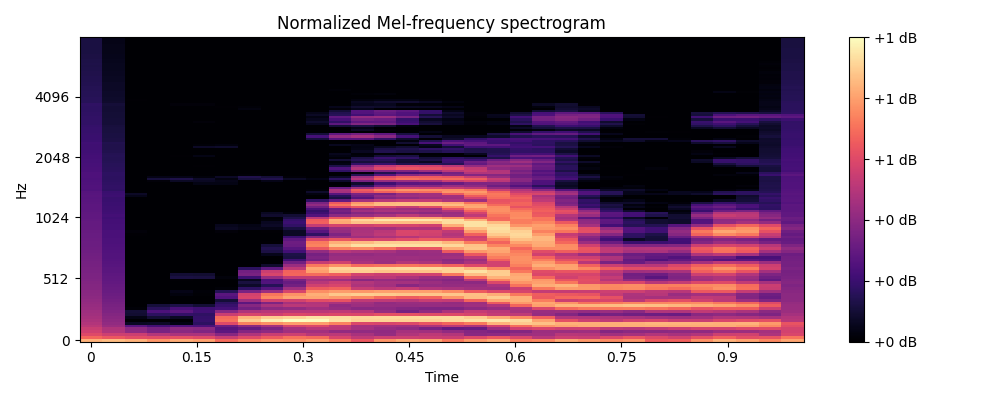 Normalized Mel-frequency spectrogram
Hz
4096
2048
1024
512
0
0 0.15 0.3 0.45 0.6 0.75 0.9
Time
+1 dB
+1 dB
+1 dB
+0 dB
+0 dB
+0 dB